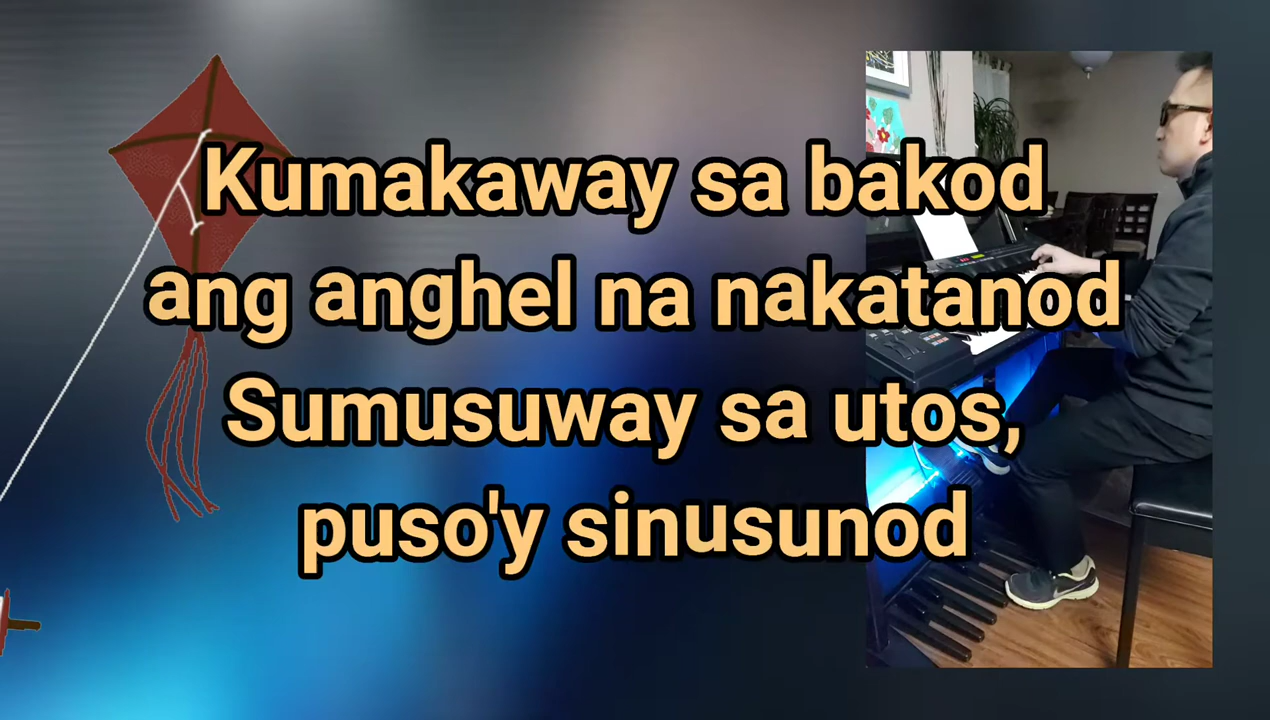 Kumakaway sa bakod
ang anghel na nakatanod
Sumusuway sa utos,
puso'y sinusunod